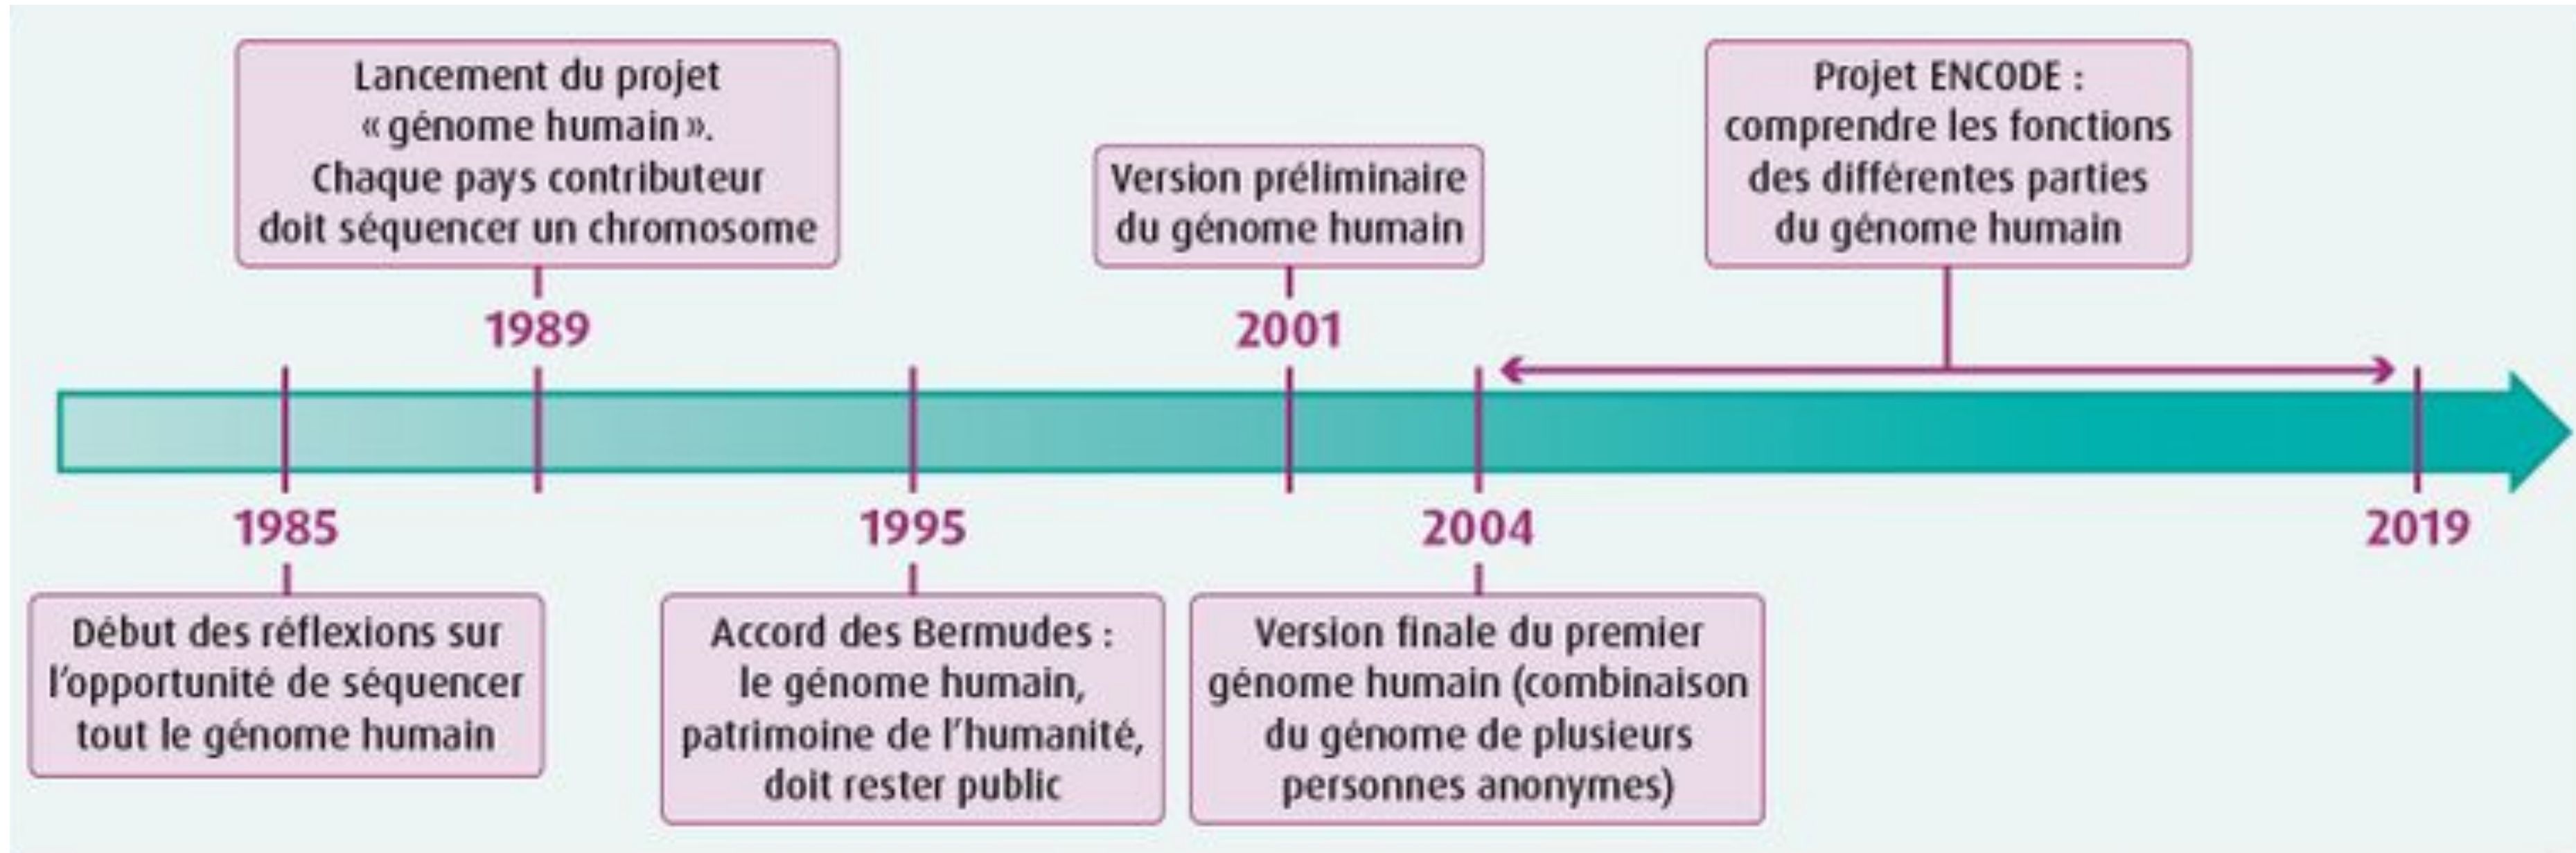 Lancement du projet
« génome humain ».
Chaque pays contributeur
doit séquencer un chromosome
1989
Version préliminaire
du génome humain
2001
Projet ENCODE :
comprendre les fonctions
des différentes parties
du génome humain
1985
Début des réflexions sur
l'opportunité de séquencer
tout le génome humain
1995
Accord des Bermudes :
le génome humain,
patrimoine de l'humanité,
doit rester public
2004
Version finale du premier
génome humain (combinaison
du génome de plusieurs
personnes anonymes)
2019